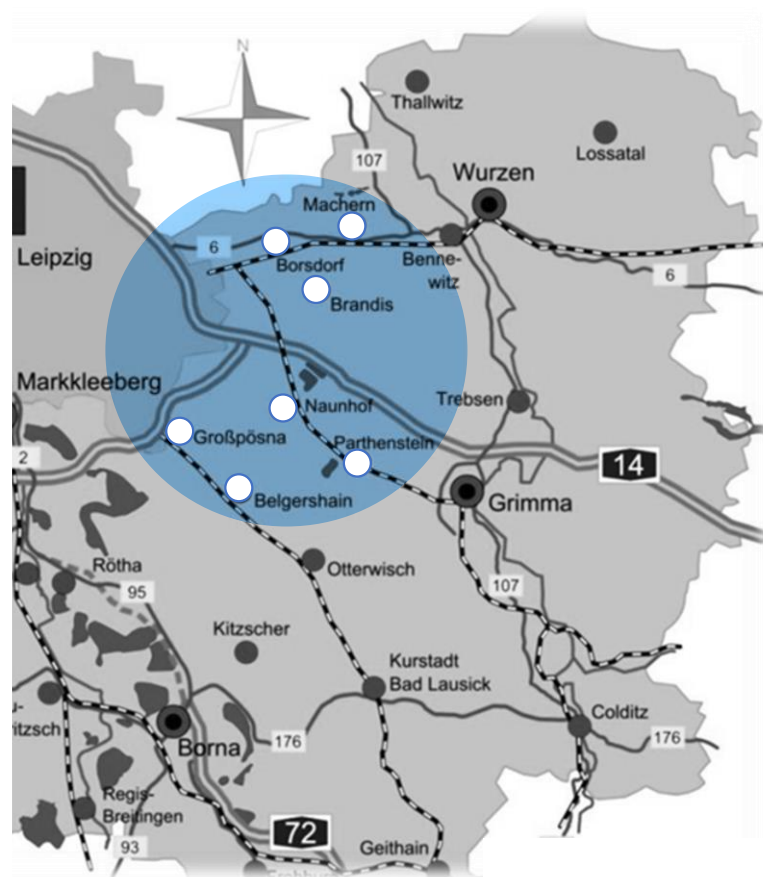 N
Thallwitz
107
Lossatal
Wurzen
Machern
6
Leipzig
Borsdorf
Benne-
witz
6
Brandis
Markkleeberg
Trebsen
Naunhof
Großpösna
Parthenstein
2
14
Belgershain
Grimma
Otterwisch
Rötha
95
107
Kitzscher
Kurstadt
Bad Lausick
Colditz
ritzsch
176
176
Borna
Regis-
Breitingen
72
93
Geithain